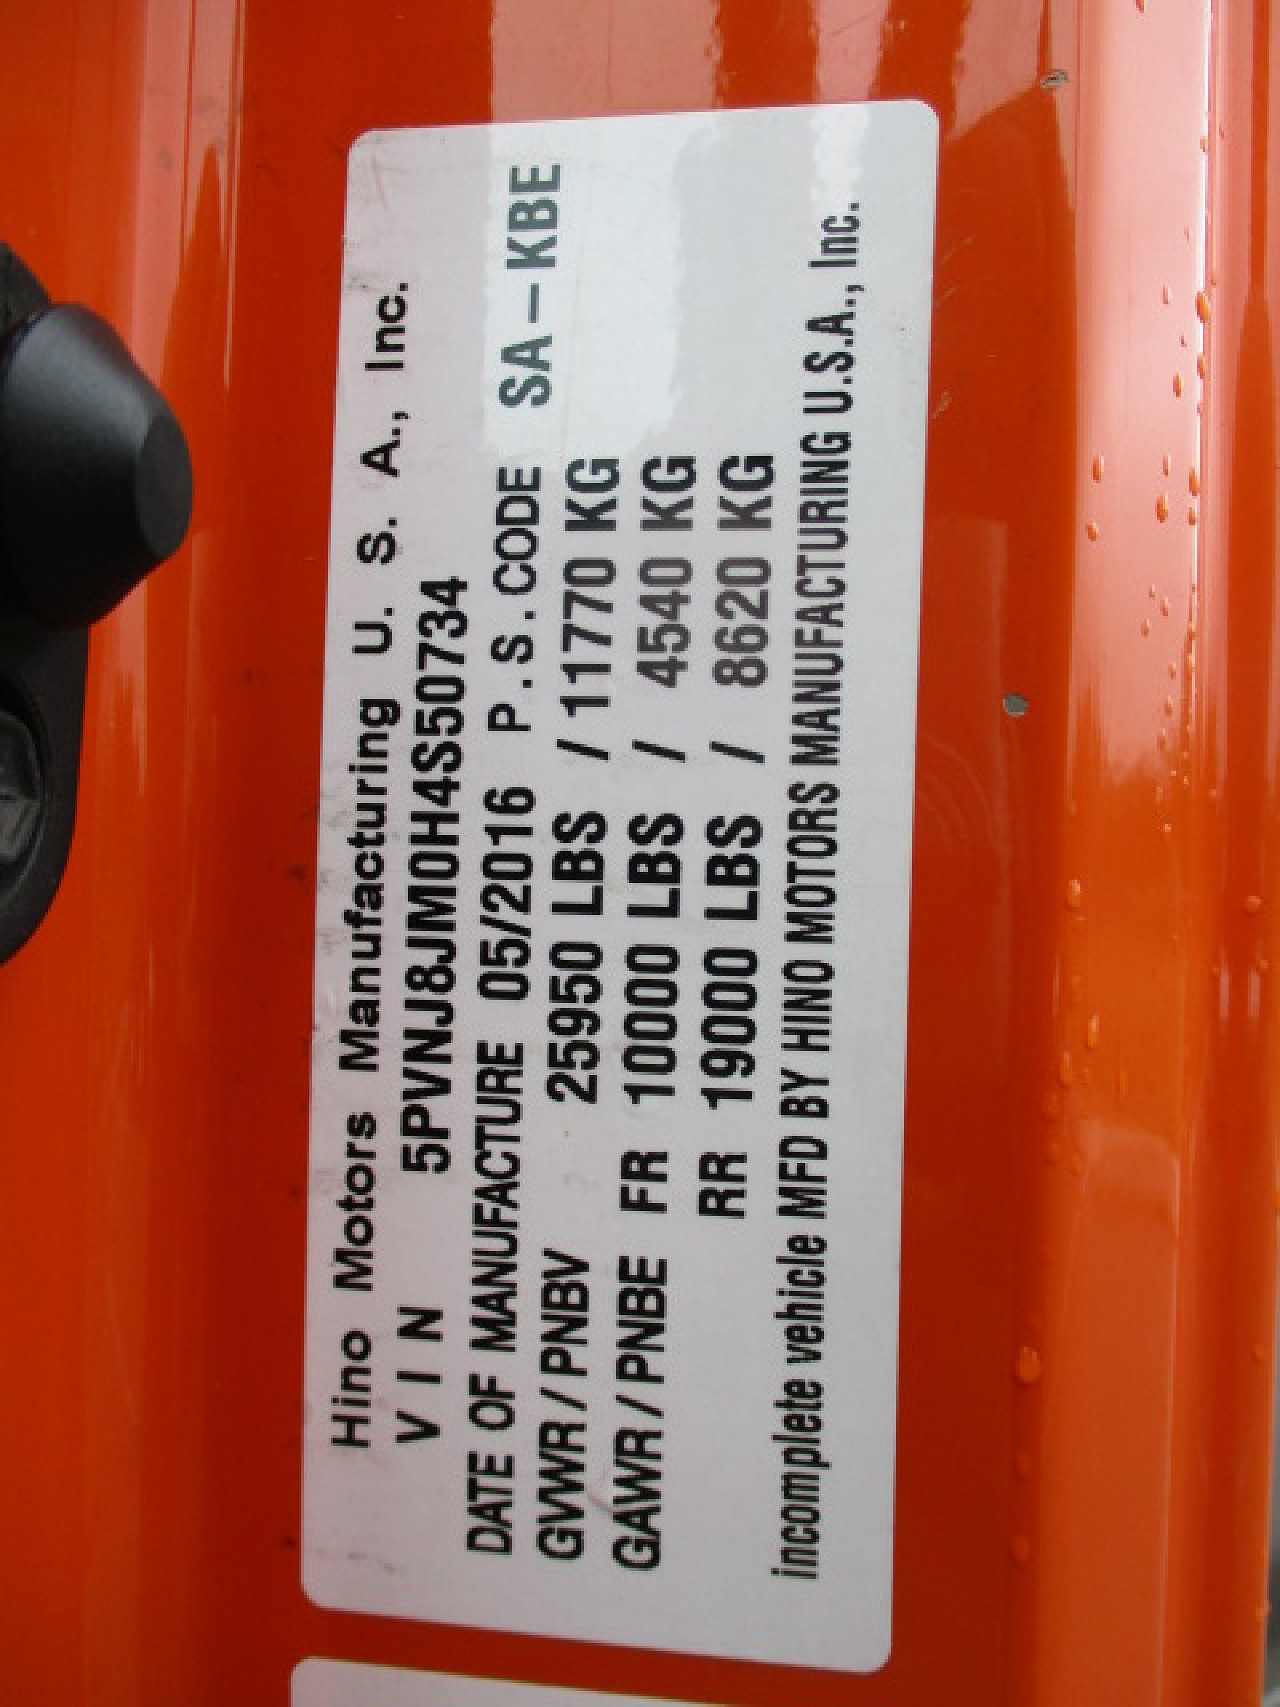 Hino Motors Manufacturing U. S. A., Inc.
VIN 5PVNJ8JM0H4S50734
DATE OF MANUFACTURE 05/2016 P.S.CODE SA-KBE
GVWR/PNBV 25950 LBS / 11770 KG
GAWR/PNBE FR 10000 LBS / 4540 KG
RR 19000 LBS / 8620 KG
incomplete vehicle MFD BY HINO MOTORS MANUFACTURING U.S.A., Inc.